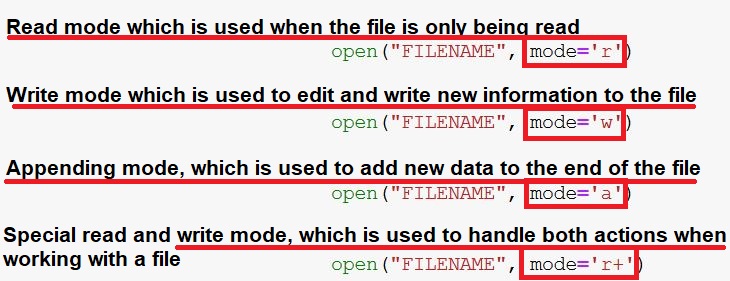 Read mode which is used when the file is only being read
open("FILENAME", mode='r')
Write mode which is used to edit and write new information to the file
open("FILENAME", mode='w')
Appending mode, which is used to add new data to the end of the file
open("FILENAME", mode='a')
Special read and write mode, which is used to handle both actions when
working with a file
open("FILENAME", mode='r+')